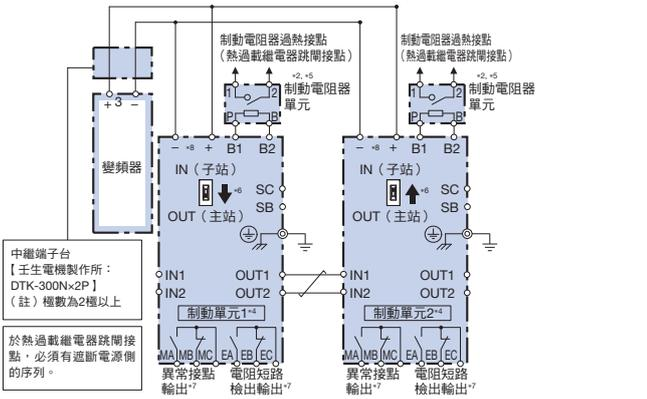 制動電阻器過熱接點
（熱過載繼電器跳閘接點）
制動電阻器過熱接點
（熱過載繼電器跳閘接點）
*2, *5
制動電阻器
單元
*2, *5
制動電阻器
單元
1 2
P B
1 2
P B
+ 3 −
變頻器
− *8 + B1 B2
IN（子站）
*6
OUT（主站）
SC
SB
IN1 OUT1
IN2 OUT2
制動單元1*4
MA MB MC EA EB EC
異常接點
輸出*7
電阻短路
檢出輸出*7
− *8 + B1 B2
IN（子站）
*6
OUT（主站）
SC
SB
IN1 OUT1
IN2 OUT2
制動單元2*4
MA MB MC EA EB EC
異常接點
輸出*7
電阻短路
檢出輸出*7
中繼端子台
【壬生電機製作所：
DTK-300N×2P】
（註）極數為2極以上
於熱過載繼電器跳閘接
點，必須有遮斷電源側
的序列。